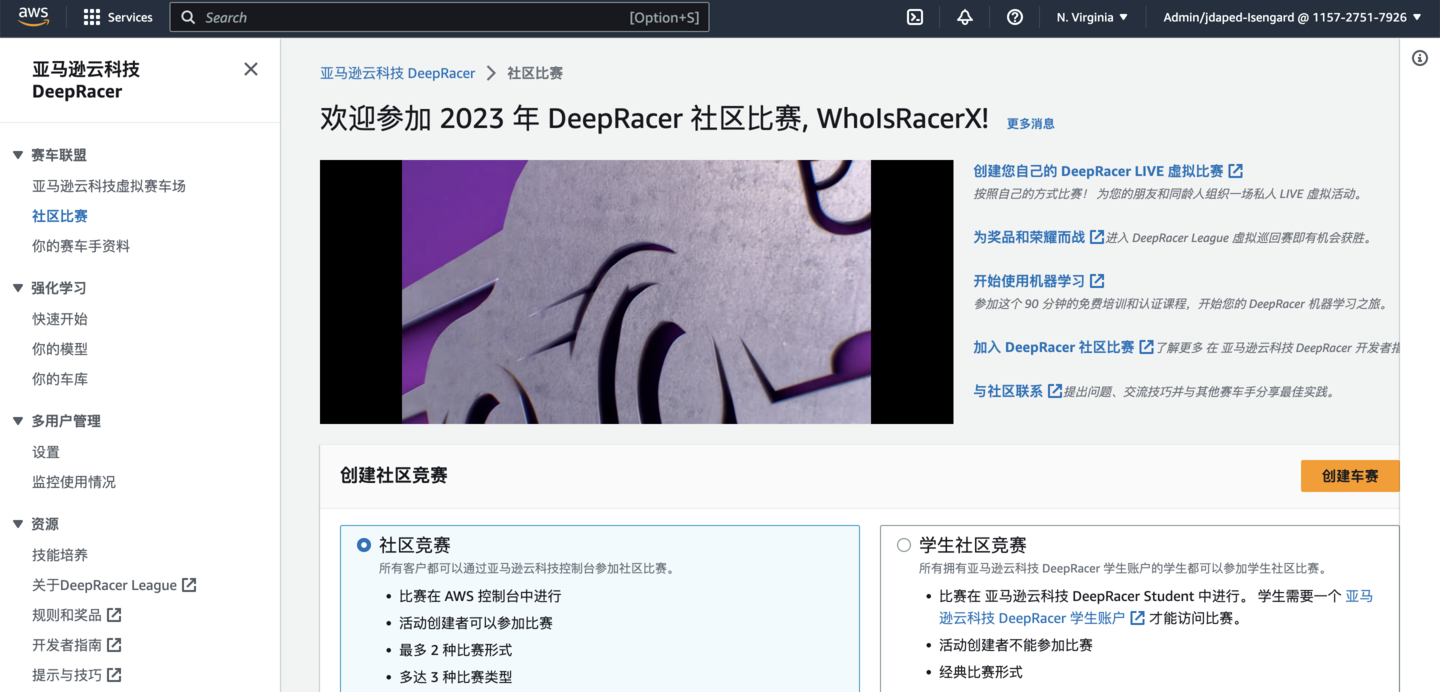 aws
Services
Search
[Option+S]
N. Virginia
Admin/jdaped-Isengard @ 1157-2751-7926
亚马逊云科技
DeepRacer
赛车联盟
亚马逊云科技虚拟赛车场
社区比赛
你的赛车手资料
强化学习
快速开始
你的模型
你的车库
多用户管理
设置
监控使用情况
资源
技能培养
关于DeepRacer League
规则和奖品
开发者指南
提示与技巧
亚马逊云科技 DeepRacer
社区比赛
欢迎参加 2023 年 DeepRacer 社区比赛, WhoIsRacerX!
更多消息
创建您自己的 DeepRacer LIVE 虚拟比赛
按照自己的方式比赛！ 为您的朋友和同龄人组织一场私人 LIVE 虚拟活动。
为奖品和荣耀而战 进入 DeepRacer League 虚拟巡回赛即有机会获胜。
开始使用机器学习
参加这个 90 分钟的免费培训和认证课程，开始您的 DeepRacer 机器学习之旅。
加入 DeepRacer 社区比赛 了解更多 在 亚马逊云科技 DeepRacer 开发者
与社区联系 提出问题、交流技巧并与其他赛车手分享最佳实践。
创建社区竞赛
创建车赛
社区竞赛
所有客户都可以通过亚马逊云科技控制台参加社区比赛。
• 比赛在 AWS 控制台中进行
• 活动创建者可以参加比赛
• 最多 2 种比赛形式
• 多达 3 种比赛类型
学生社区竞赛
所有拥有亚马逊云科技 DeepRacer 学生账户的学生都可以参加学生社区比赛。
• 比赛在 亚马逊云科技 DeepRacer Student 中进行。 学生需要一个 亚马
逊云科技 DeepRacer 学生账户 才能访问比赛。
• 活动创建者不能参加比赛
• 经典比赛形式